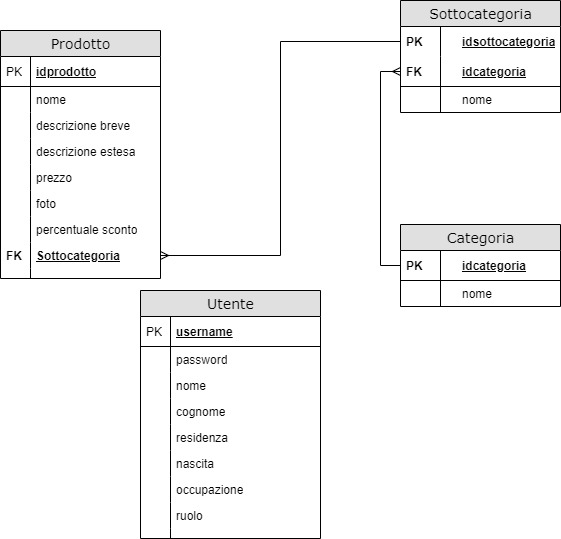 Prodotto
PK idprodotto
nome
descrizione breve
descrizione estesa
prezzo
foto
percentuale sconto
FK Sottocategoria
Sottocategoria
PK idsottocategoria
FK idcategoria
nome
Categoria
PK idcategoria
nome
Utente
PK username
password
nome
cognome
residenza
nascita
occupazione
ruolo